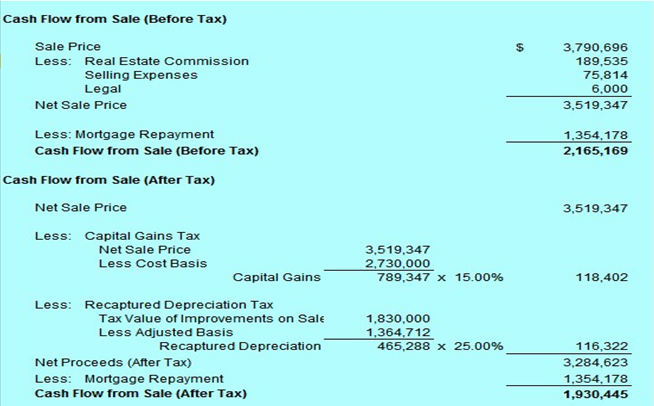 Cash Flow from Sale (Before Tax)
Sale Price $ 3,790,696
Less: Real Estate Commission 189,535
Selling Expenses 75,814
Legal 6,000
Net Sale Price 3,519,347
Less: Mortgage Repayment 1,354,178
Cash Flow from Sale (Before Tax) 2,165,169
Cash Flow from Sale (After Tax)
Net Sale Price 3,519,347
Less: Capital Gains Tax
Net Sale Price 3,519,347
Less Cost Basis 2,730,000
Capital Gains 789,347 x 15.00% 118,402
Less: Recaptured Depreciation Tax
Tax Value of Improvements on Sale 1,830,000
Less Adjusted Basis 1,364,712
Recaptured Depreciation 465,288 x 25.00% 116,322
Net Proceeds (After Tax) 3,284,623
Less: Mortgage Repayment 1,354,178
Cash Flow from Sale (After Tax) 1,930,445